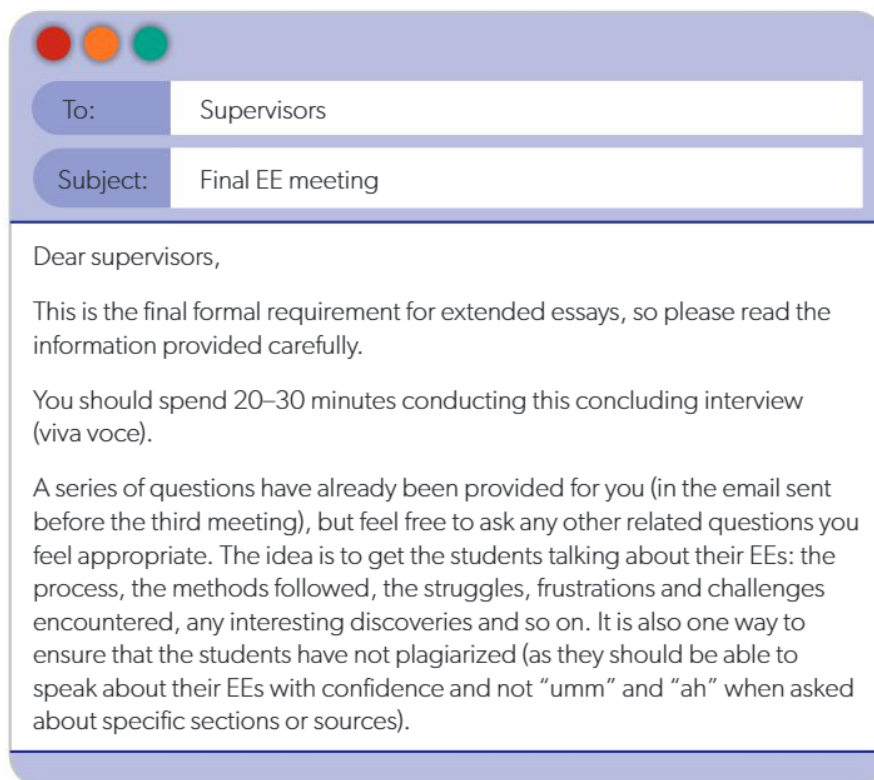 To: Supervisors
Subject: Final EE meeting
Dear supervisors,
This is the final formal requirement for extended essays, so please read the
information provided carefully.
You should spend 20–30 minutes conducting this concluding interview
(viva voce).
A series of questions have already been provided for you (in the email sent
before the third meeting), but feel free to ask any other related questions you
feel appropriate. The idea is to get the students talking about their EEs: the
process, the methods followed, the struggles, frustrations and challenges
encountered, any interesting discoveries and so on. It is also one way to
ensure that the students have not plagiarized (as they should be able to
speak about their EEs with confidence and not “umm” and “ah” when asked
about specific sections or sources).